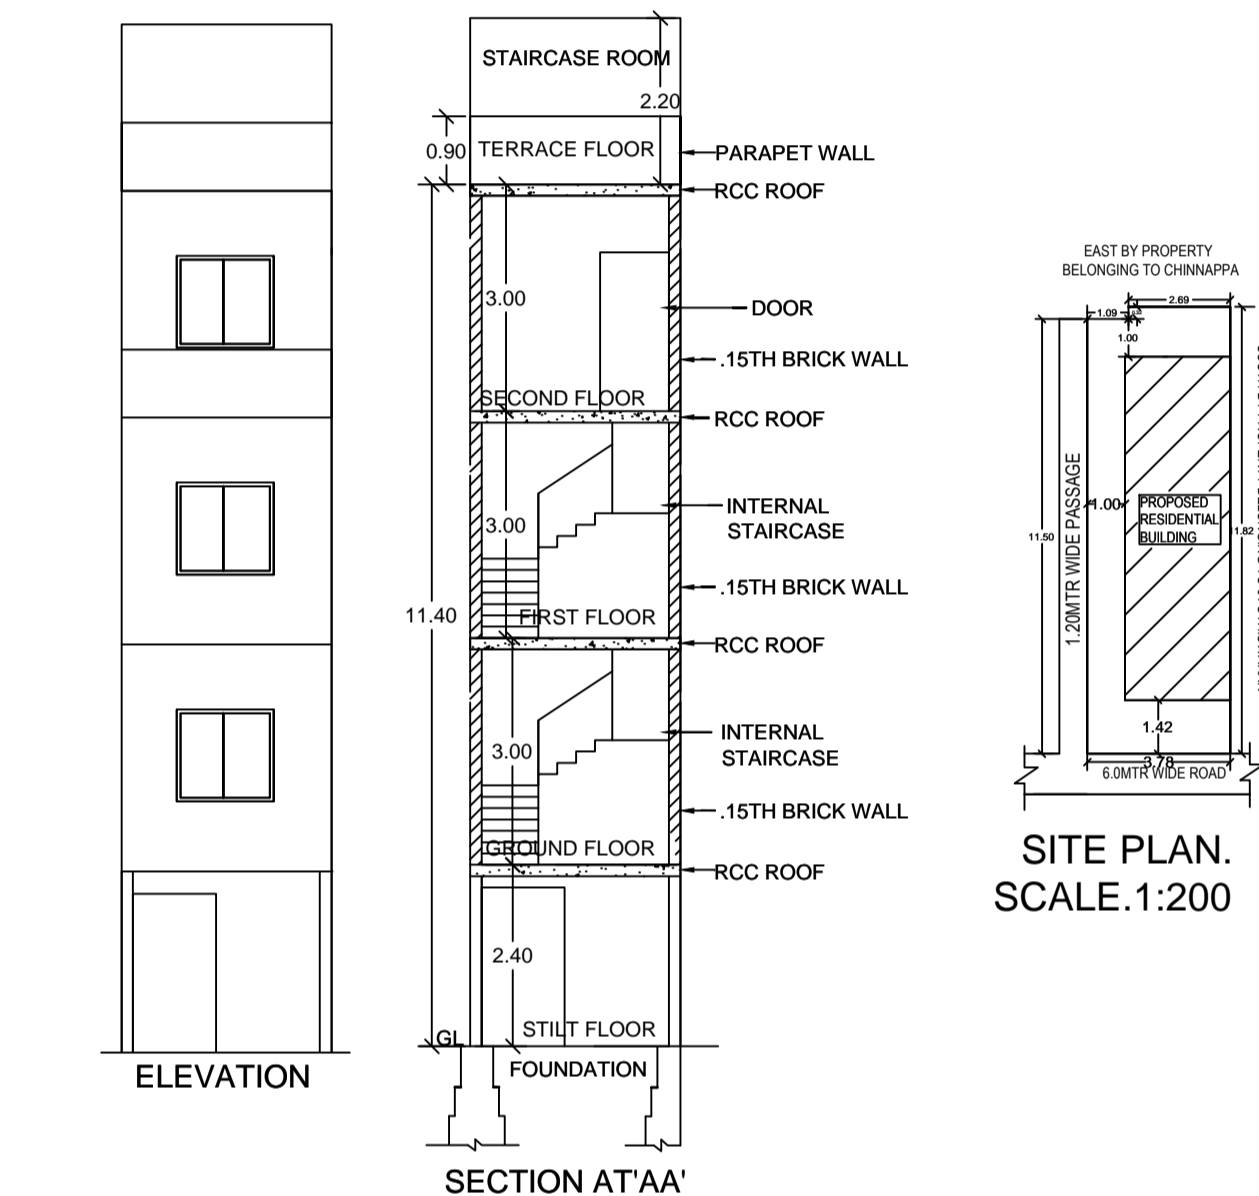 STAIRCASE ROOM
2.20
0.90
TERRACE FLOOR
PARAPET WALL
RCC ROOF
3.00
DOOR
.15TH BRICK WALL
SECOND FLOOR
RCC ROOF
INTERNAL
STAIRCASE
3.00
.15TH BRICK WALL
11.40
FIRST FLOOR
RCC ROOF
INTERNAL
STAIRCASE
3.00
.15TH BRICK WALL
GROUND FLOOR
RCC ROOF
2.40
GL
STILT FLOOR
FOUNDATION
ELEVATION
SECTION AT'AA'
EAST BY PROPERTY
BELONGING TO CHINNAPPA
2.69
1.09
1.00
1.20MTR WIDE PASSAGE
11.50
1.00
PROPOSED
RESIDENTIAL
BUILDING
11.82
1.42
3.78
6.0MTR WIDE ROAD
SITE PLAN.
SCALE.1:200